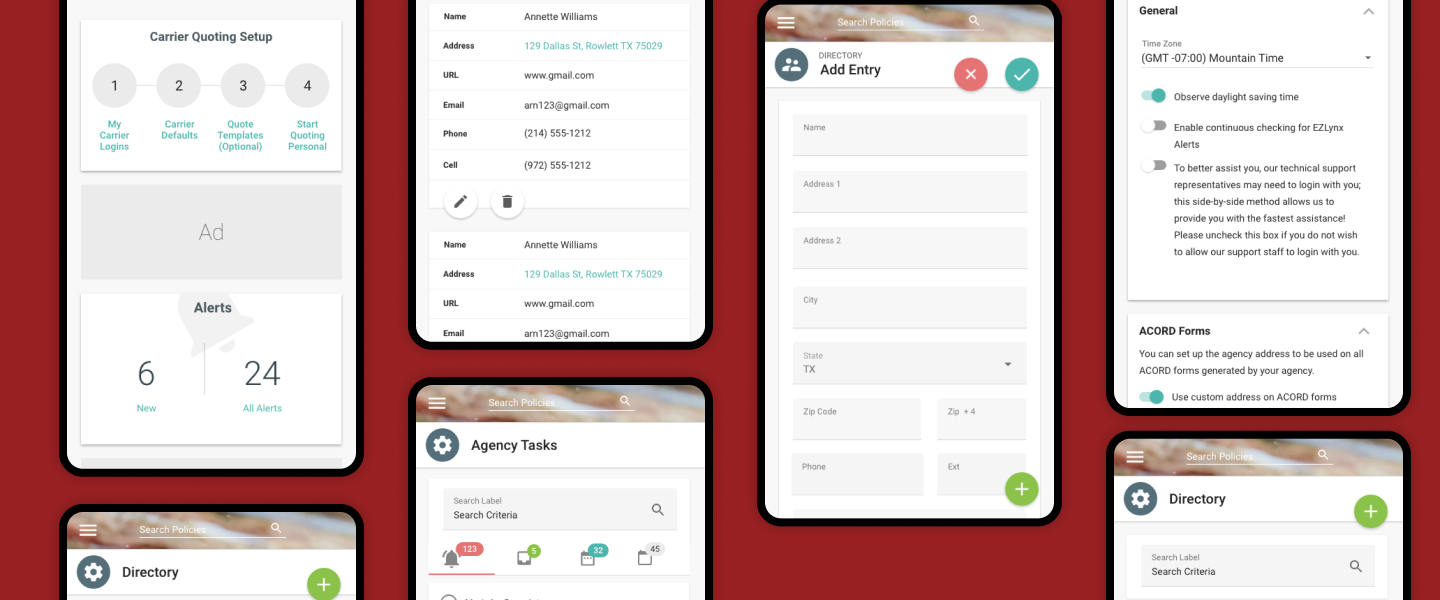 Carrier Quoting Setup
1
2
3
4
My
Carrier
Logins
Carrier
Defaults
Quote
Templates
(Optional)
Start
Quoting
Personal
Ad
Alerts
6
24
New
All Alerts
Search Policies
Directory
Name Annette Williams
Address 129 Dallas St, Rowlett TX 75029
URL www.gmail.com
Email arn123@gmail.com
Phone (214) 555-1212
Cell (972) 555-1212
Name Annette Williams
Address 129 Dallas St, Rowlett TX 75029
URL www.gmail.com
Email arn123@gmail.com
Search Policies
Agency Tasks
Search Label
Search Criteria
123
5
32
45
Search Policies
DIRECTORY
Add Entry
Name
Address 1
Address 2
City
State
TX
Zip Code
Zip + 4
Phone
Ext
General
Time Zone
(GMT -07:00) Mountain Time
Observe daylight saving time
Enable continuous checking for EZLynx
Alerts
To better assist you, our technical support
representatives may need to login with you;
this side-by-side method allows us to
provide you with the fastest assistance!
Please uncheck this box if you do not wish
to allow our support staff to login with you.
ACORD Forms
You can set up the agency address to be used on all
ACORD forms generated by your agency.
Use custom address on ACORD forms
Search Policies
Directory
Search Label
Search Criteria